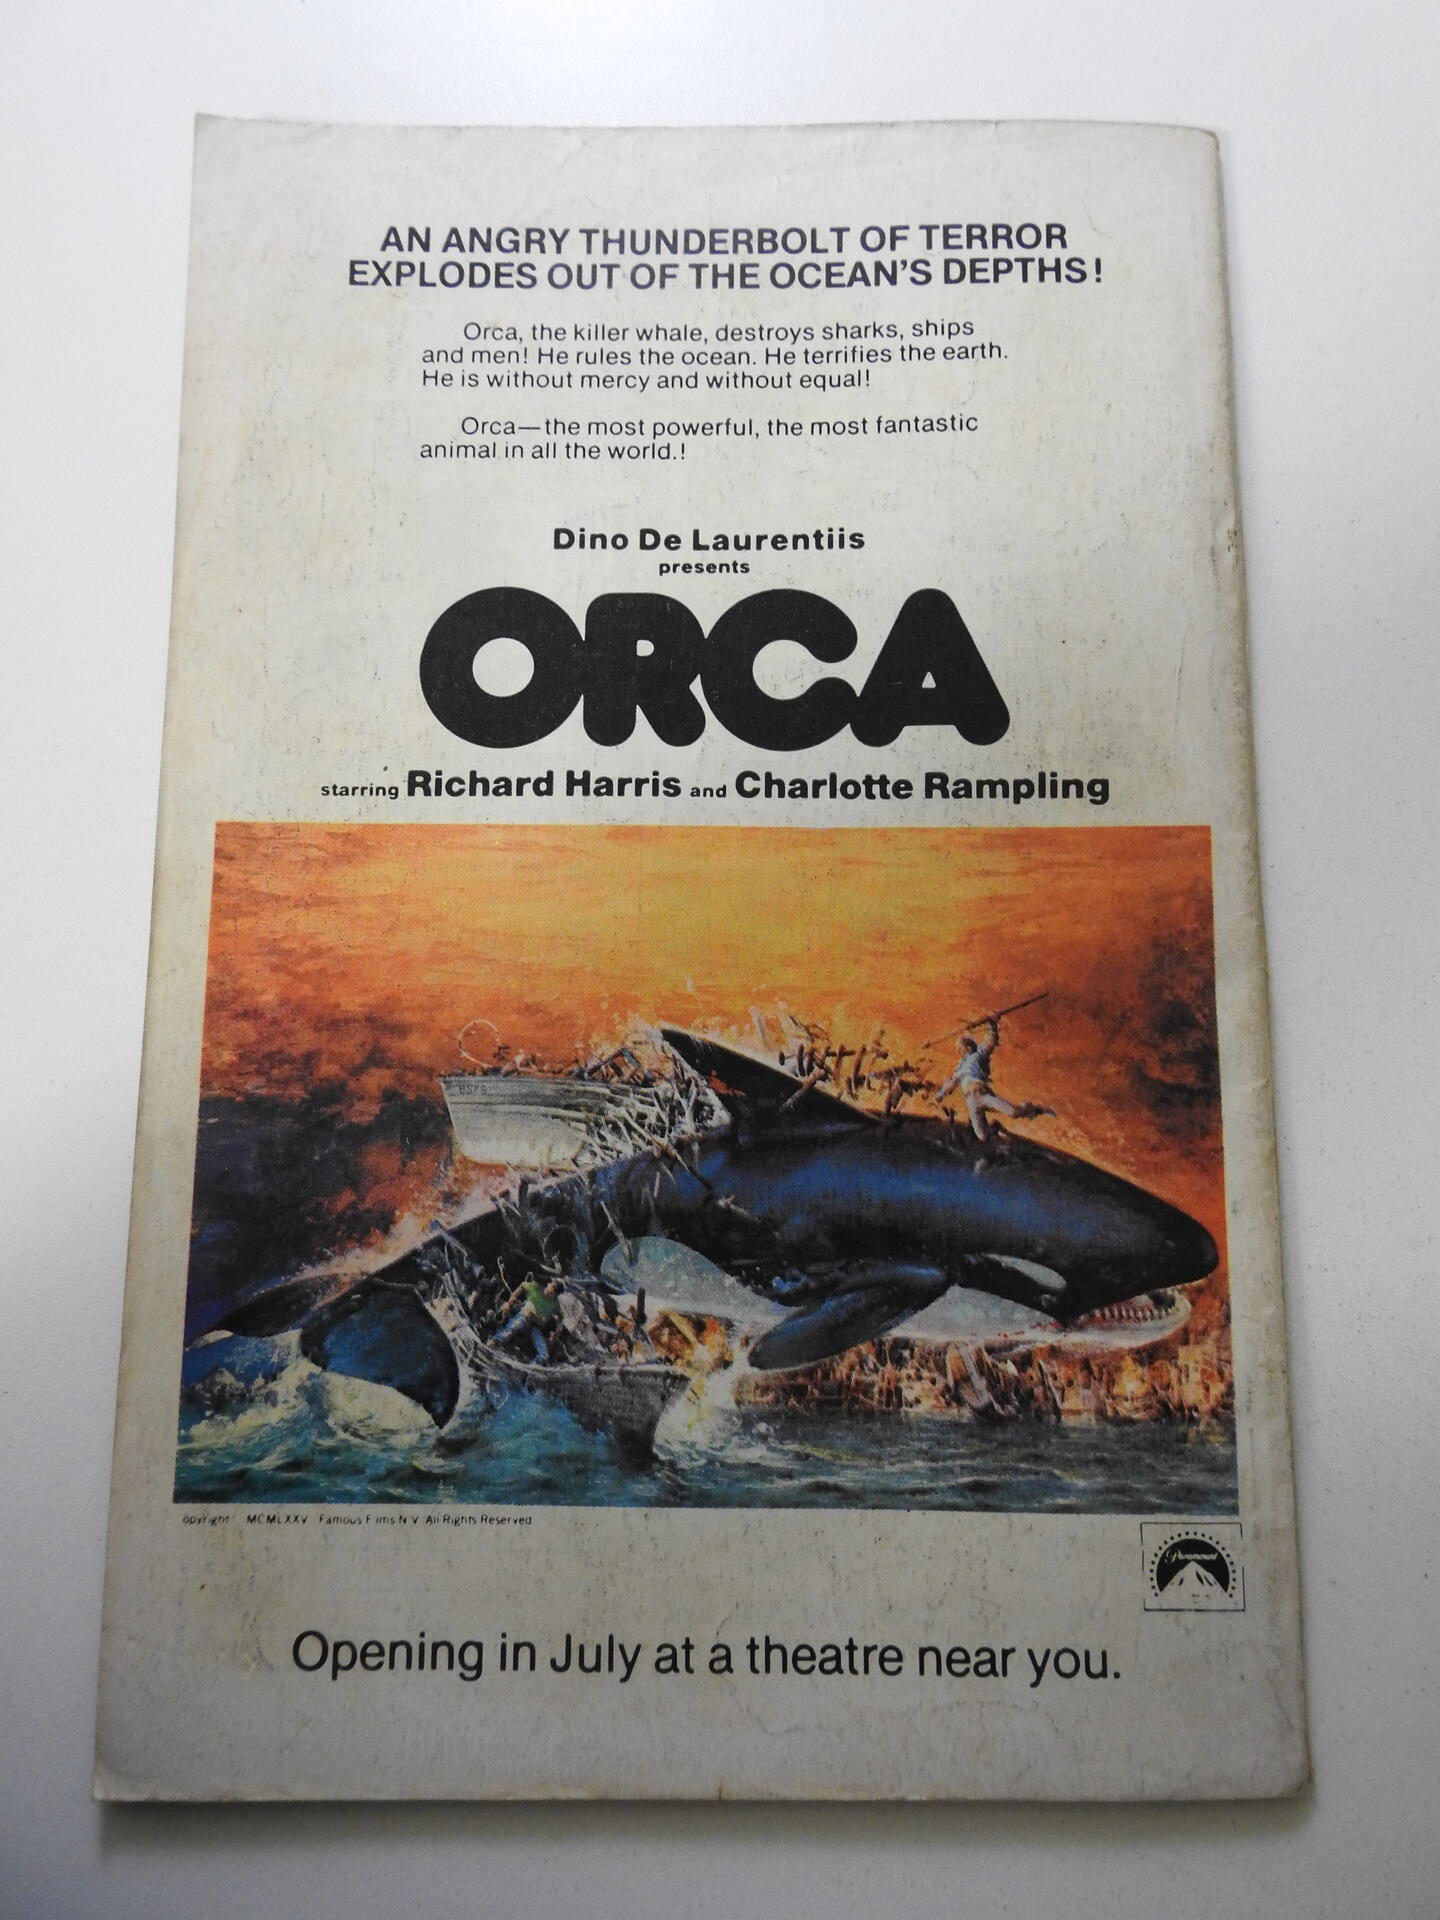 AN ANGRY THUNDERBOLT OF TERROR
EXPLODES OUT OF THE OCEAN'S DEPTHS!
Orca, the killer whale, destroys sharks, ships
and men! He rules the ocean. He terrifies the earth.
He is without mercy and without equal!
Orca—the most powerful, the most fantastic
animal in all the world.!
Dino De Laurentiis
presents
ORCA
starring Richard Harris and Charlotte Rampling
opyright MCMLXXV Famous F ims N V All Rights Reserved
Paramount
Opening in July at a theatre near you.